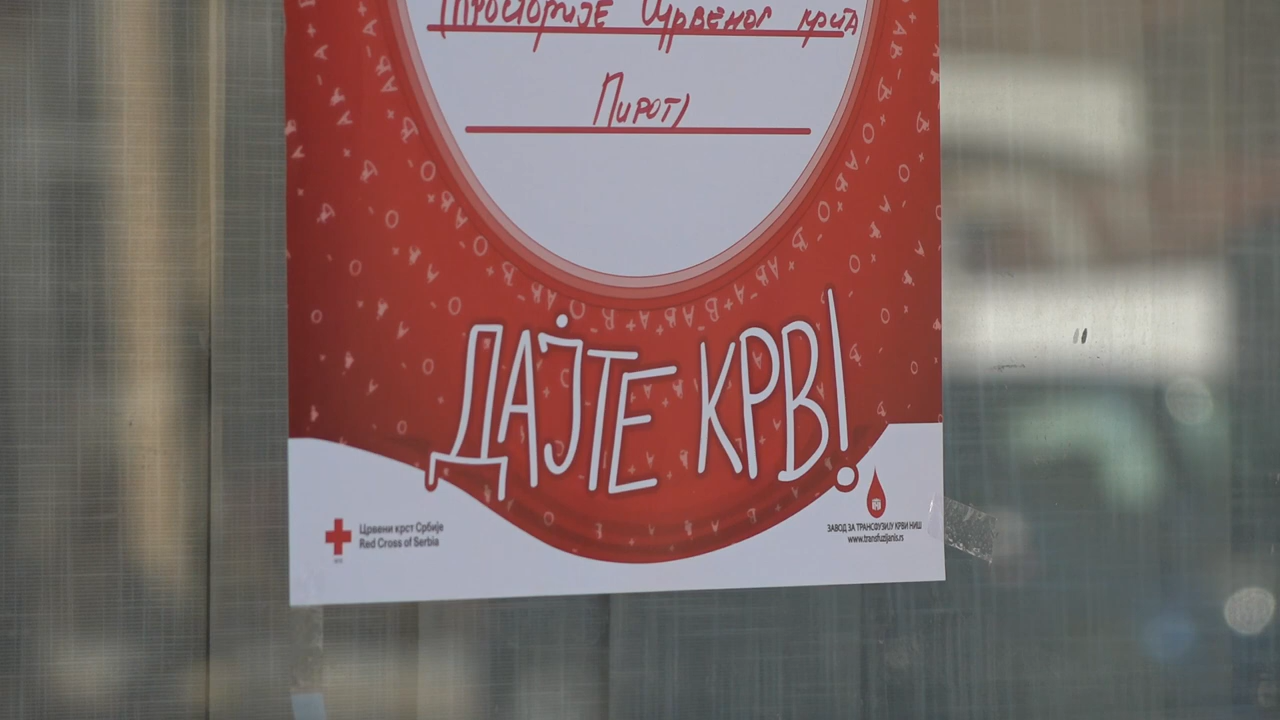 Просторије Црвеног крста
Пирот
ДАЈТЕ КРВ!
Црвени крст Србије
Red Cross of Serbia
ЗАВОД ЗА ТРАНСФУЗИЈУ КРВИ НИШ
www.transfuzijanis.rs